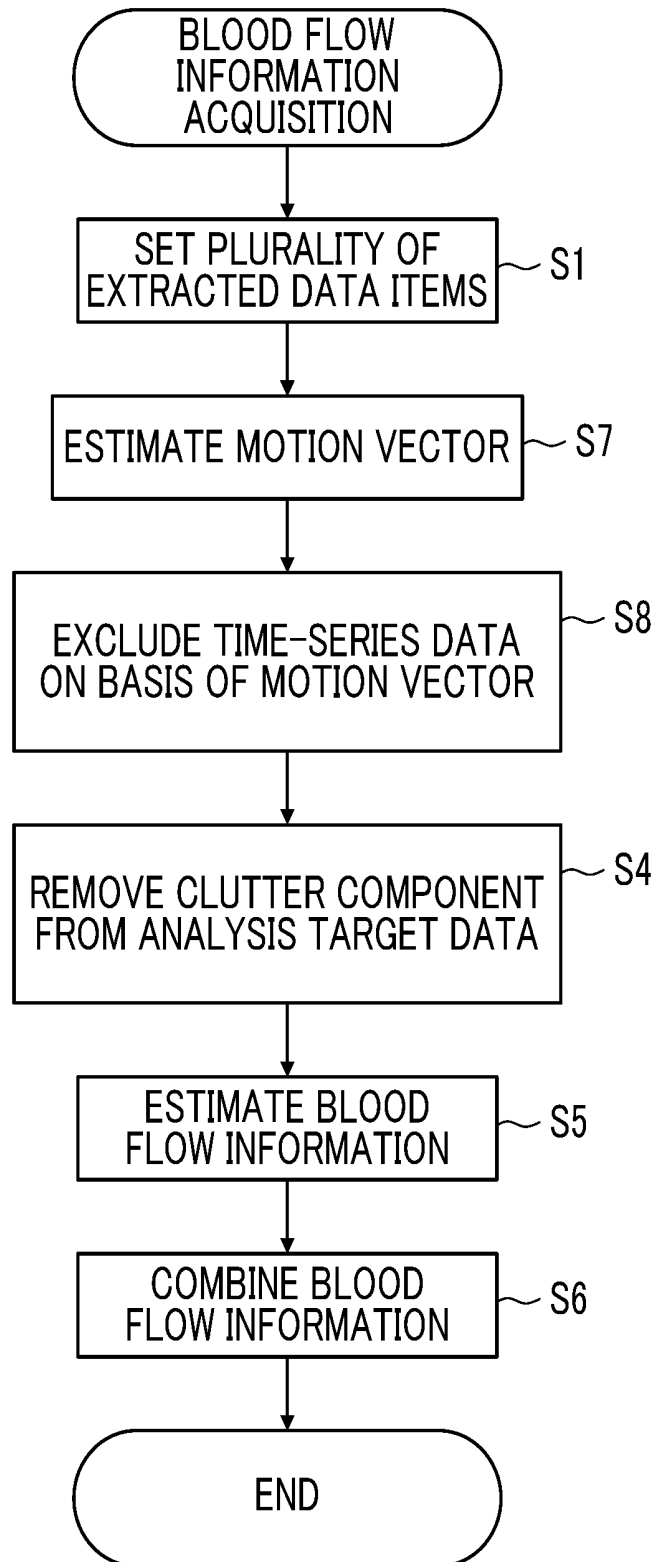 BLOOD FLOW
INFORMATION
ACQUISITION
SET PLURALITY OF
EXTRACTED DATA ITEMS
S1
ESTIMATE MOTION VECTOR
S7
EXCLUDE TIME-SERIES DATA
ON BASIS OF MOTION VECTOR
S8
REMOVE CLUTTER COMPONENT
FROM ANALYSIS TARGET DATA
S4
ESTIMATE BLOOD
FLOW INFORMATION
S5
COMBINE BLOOD
FLOW INFORMATION
S6
END